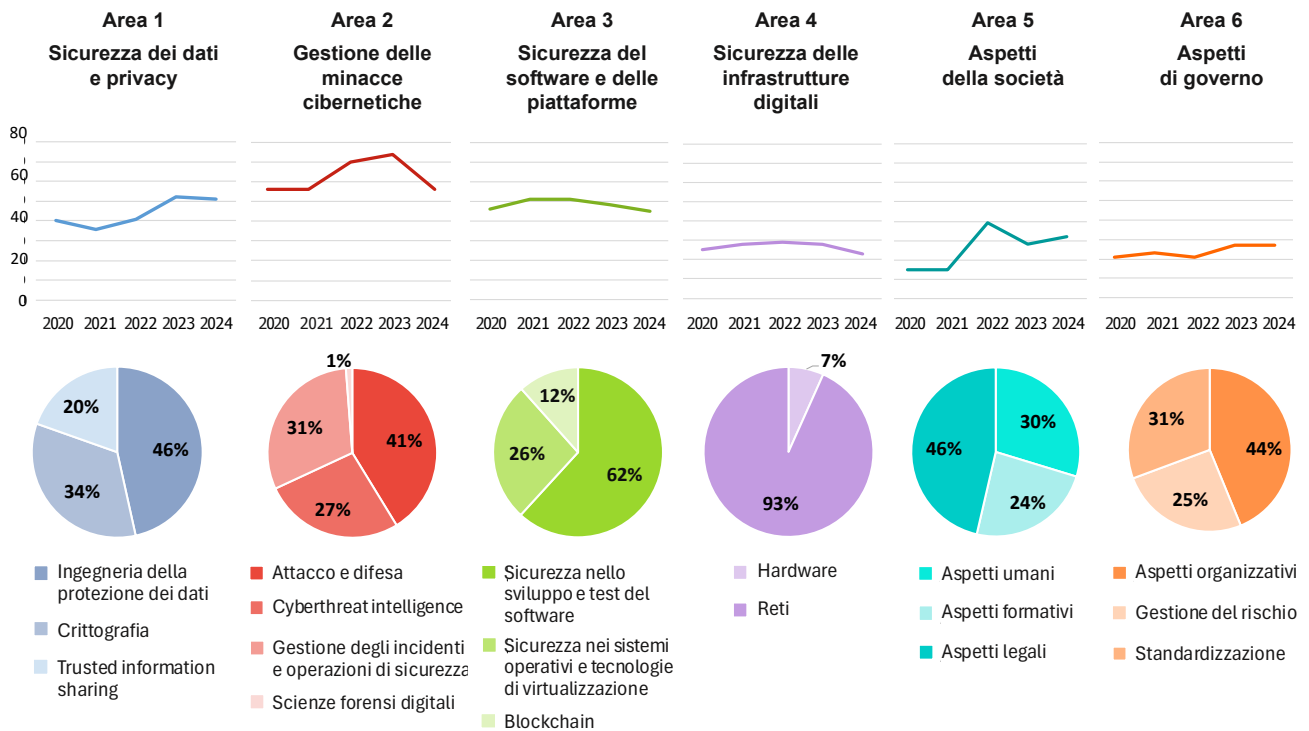 Area 1
Sicurezza dei dati
e privacy
Area 2
Gestione delle
minacce
cibernetiche
Area 3
Sicurezza del
software e delle
piattaforme
Area 4
Sicurezza delle
infrastrutture
digitali
Area 5
Aspetti
della società
Area 6
Aspetti
di governo
80
60
40
20
0
2020 2021 2022 2023 2024
2020 2021 2022 2023 2024
2020 2021 2022 2023 2024
2020 2021 2022 2023 2024
2020 2021 2022 2023 2024
2020 2021 2022 2023 2024
20%
46%
34%
1%
31%
41%
27%
12%
26%
62%
7%
93%
46%
30%
24%
31%
44%
25%
Ingegneria della
protezione dei dati
Crittografia
Trusted information
sharing
Attacco e difesa
Cyberthreat intelligence
Gestione degli incidenti
e operazioni di sicurezza
Scienze forensi digitali
Sicurezza nello
sviluppo e test del
software
Sicurezza nei sistemi
operativi e tecnologie
di virtualizzazione
Blockchain
Hardware
Reti
Aspetti umani
Aspetti formativi
Aspetti legali
Aspetti organizzativi
Gestione del rischio
Standardizzazione